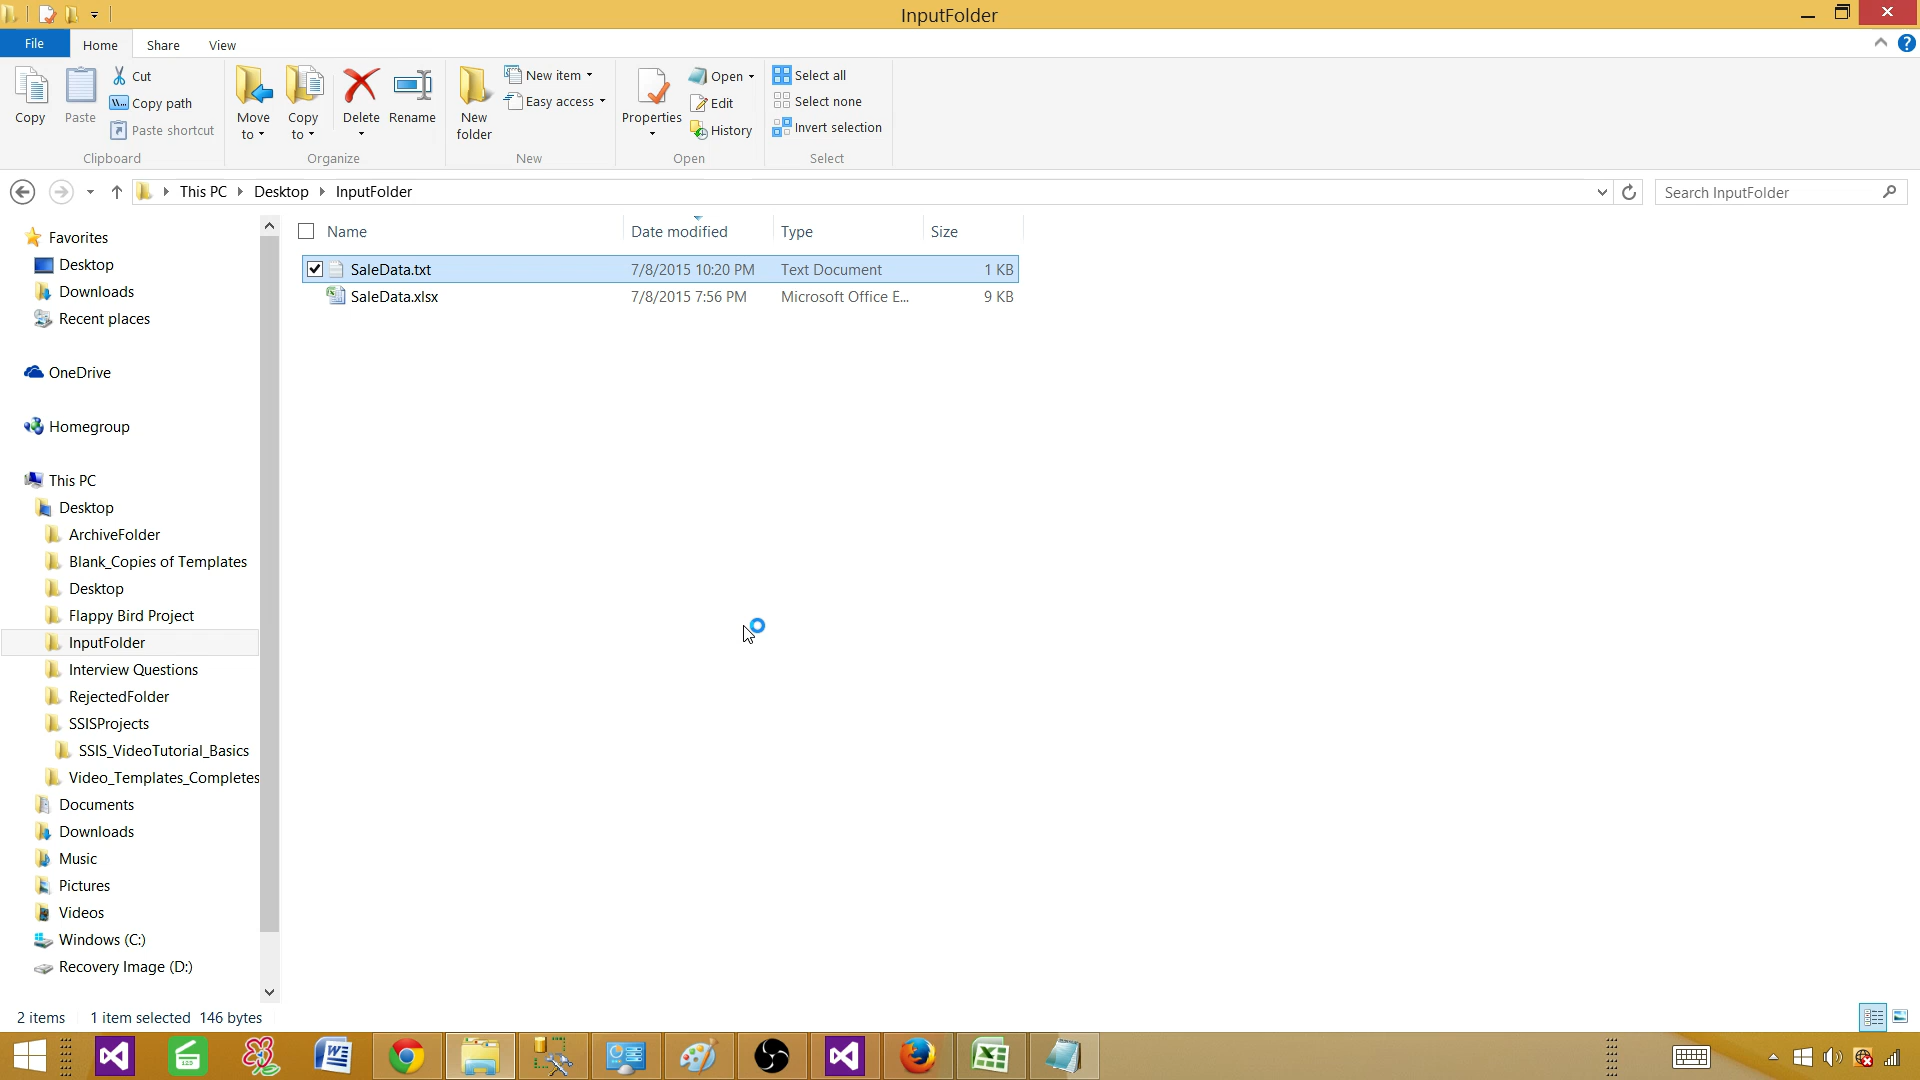 InputFolder
File Home Share View
Copy
Paste
Cut
Copy path
Paste shortcut
Clipboard
Move to
Copy to
Delete
Rename
Organize
New folder
New item
Easy access
New
Properties
Open
Edit
History
Open
Select all
Select none
Invert selection
Select
This PC Desktop InputFolder
Search InputFolder
Name Date modified Type Size
SaleData.txt 7/8/2015 10:20 PM Text Document 1 KB
SaleData.xlsx 7/8/2015 7:56 PM Microsoft Office E... 9 KB
Favorites
Desktop
Downloads
Recent places
OneDrive
Homegroup
This PC
Desktop
ArchiveFolder
Blank_Copies of Templates
Desktop
Flappy Bird Project
InputFolder
Interview Questions
RejectedFolder
SSISProjects
SSIS_VideoTutorial_Basics
Video_Templates_Completes
Documents
Downloads
Music
Pictures
Videos
Windows (C:)
Recovery Image (D:)
2 items 1 item selected 146 bytes